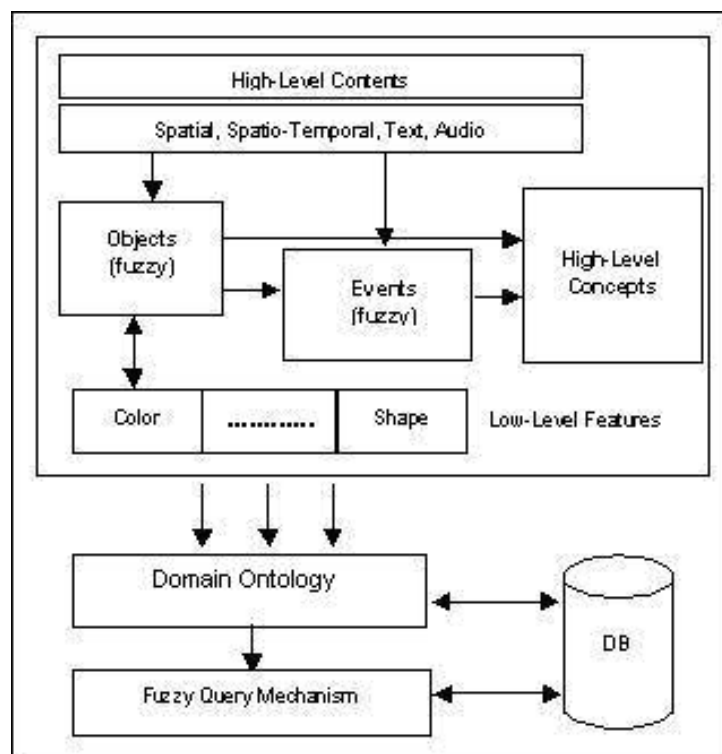 High-Level Contents
Spatial, Spatio-Temporal, Text, Audio
Objects
(fuzzy)
Events
(fuzzy)
High-Level
Concepts
Color
............
Shape
Low-Level Features
Domain Ontology
DB
Fuzzy Query Mechanism